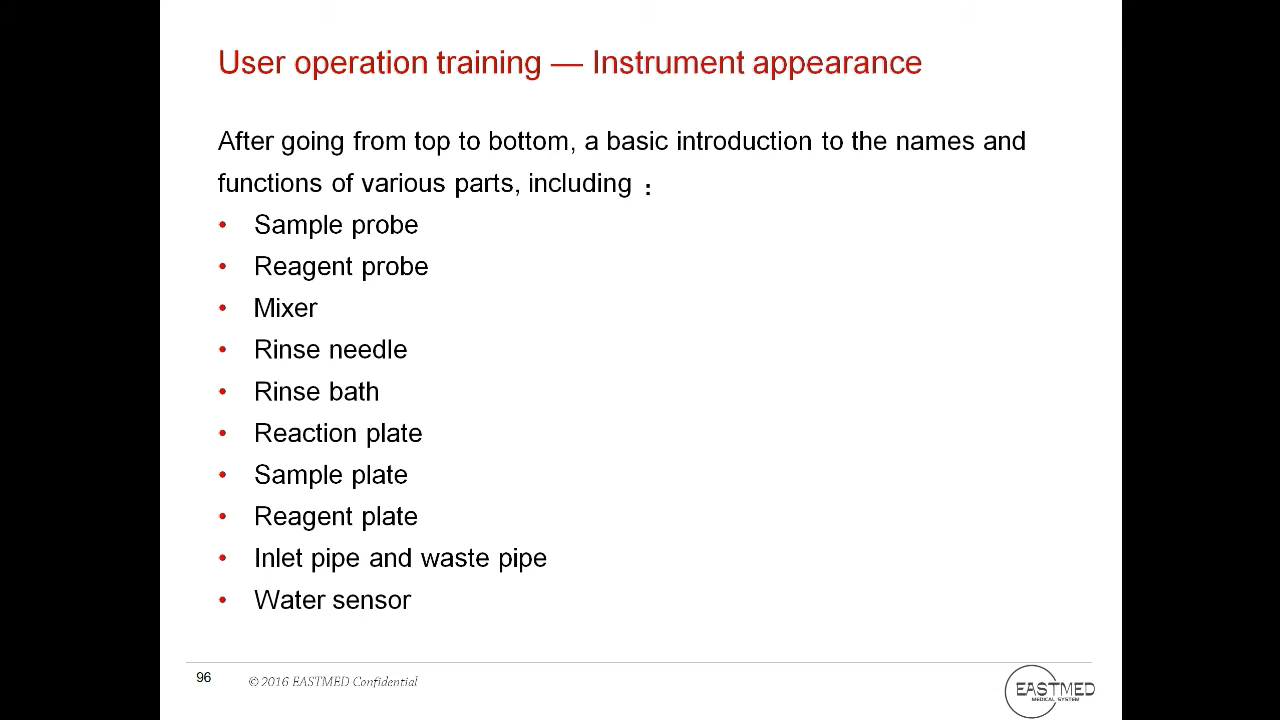 User operation training — Instrument appearance
After going from top to bottom, a basic introduction to the names and
functions of various parts, including ：
• Sample probe
• Reagent probe
• Mixer
• Rinse needle
• Rinse bath
• Reaction plate
• Sample plate
• Reagent plate
• Inlet pipe and waste pipe
• Water sensor
96
© 2016 EASTMED Confidential
EASTMED
MEDICAL SYSTEM